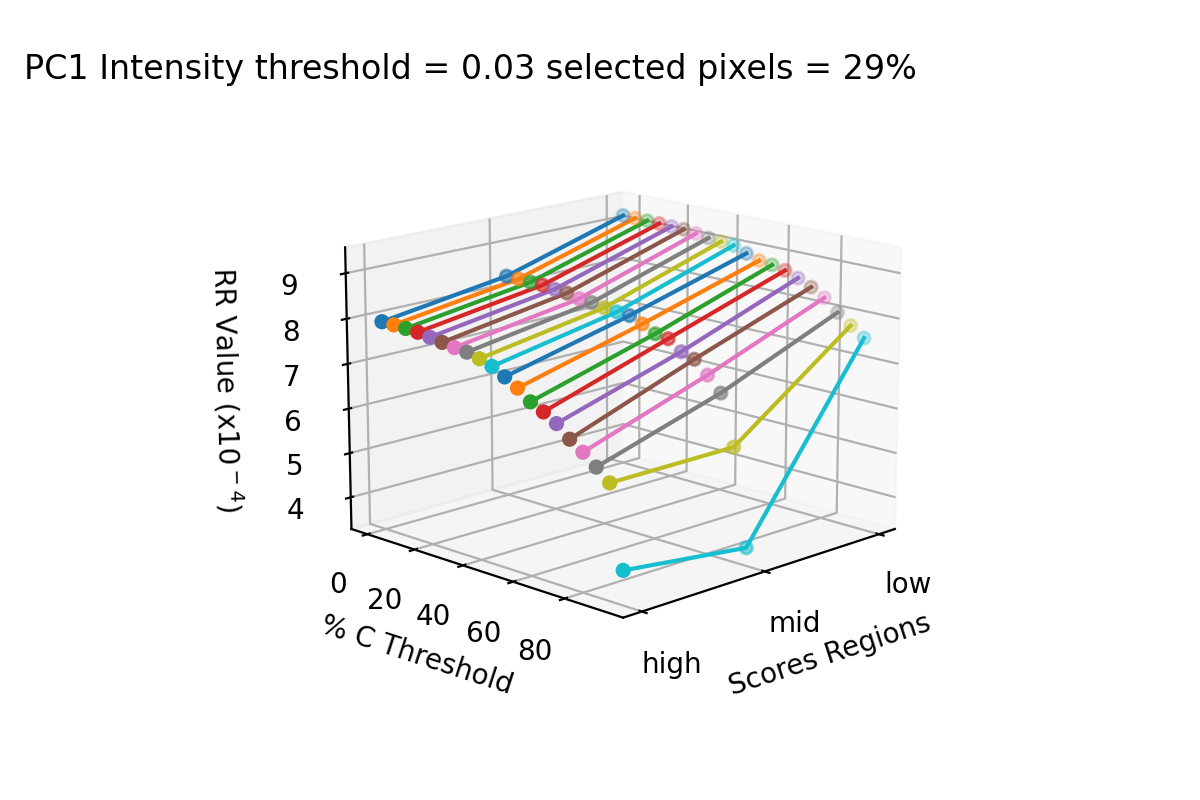 PC1 Intensity threshold = 0.03 selected pixels = 29%
RR Value (x10⁻⁴)
9
8
7
6
5
4
0
20
40
60
80
% C Threshold
high
mid
low
Scores Regions